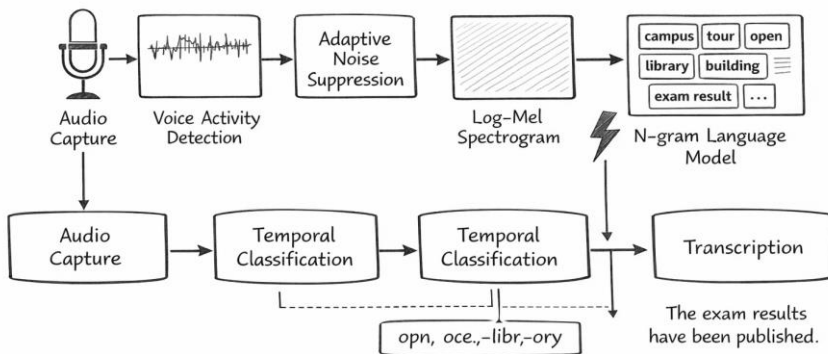 Adaptive
Noise
Suppression
campus tour open
library building
exam result ...
Audio
Capture
Voice Activity
Detection
Log-Mel
Spectrogram
N-gram Language
Model
Audio
Capture
Temporal
Classification
Temporal
Classification
Transcription
opn, oce.,-libr,-ory
The exam results
have been published.